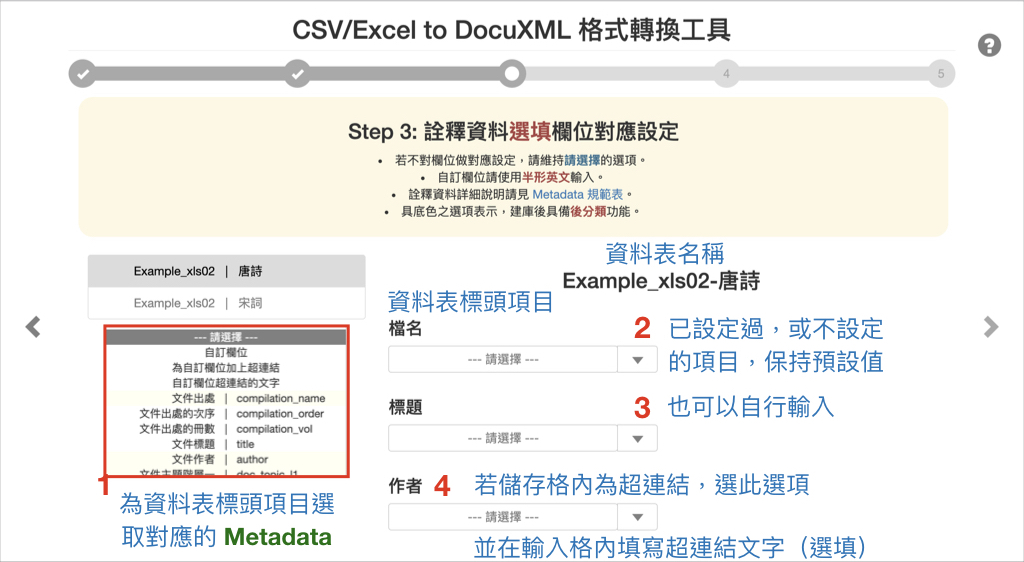 CSV/Excel to DocuXML 格式轉換工具
?
4
5
Step 3: 詮釋資料選填欄位對應設定
• 若不對欄位做對應設定，請維持請選擇的選項。
• 自訂欄位請使用半形英文輸入。
• 詮釋資料詳細說明請見 Metadata 規範表。
• 具底色之選項表示，建庫後具備後分類功能。
Example_xls02 | 唐詩
Example_xls02 | 宋詞
--- 請選擇 ---
自訂欄位
為自訂欄位加上超連結
自訂欄位超連結的文字
文件出處 | compilation_name
文件出處的次序 | compilation_order
文件出處的冊數 | compilation_vol
文件標題 | title
文件作者 | author
文件主題階層一 | doc_topic_l1
1
為資料表標頭項目選
取對應的 Metadata
資料表名稱
Example_xls02-唐詩
資料表標頭項目
檔名
--- 請選擇 ---
2 已設定過，或不設定
的項目，保持預設值
標題
--- 請選擇 ---
3 也可以自行輸入
作者
4 若儲存格內為超連結，選此選項
--- 請選擇 ---
並在輸入格內填寫超連結文字（選填）